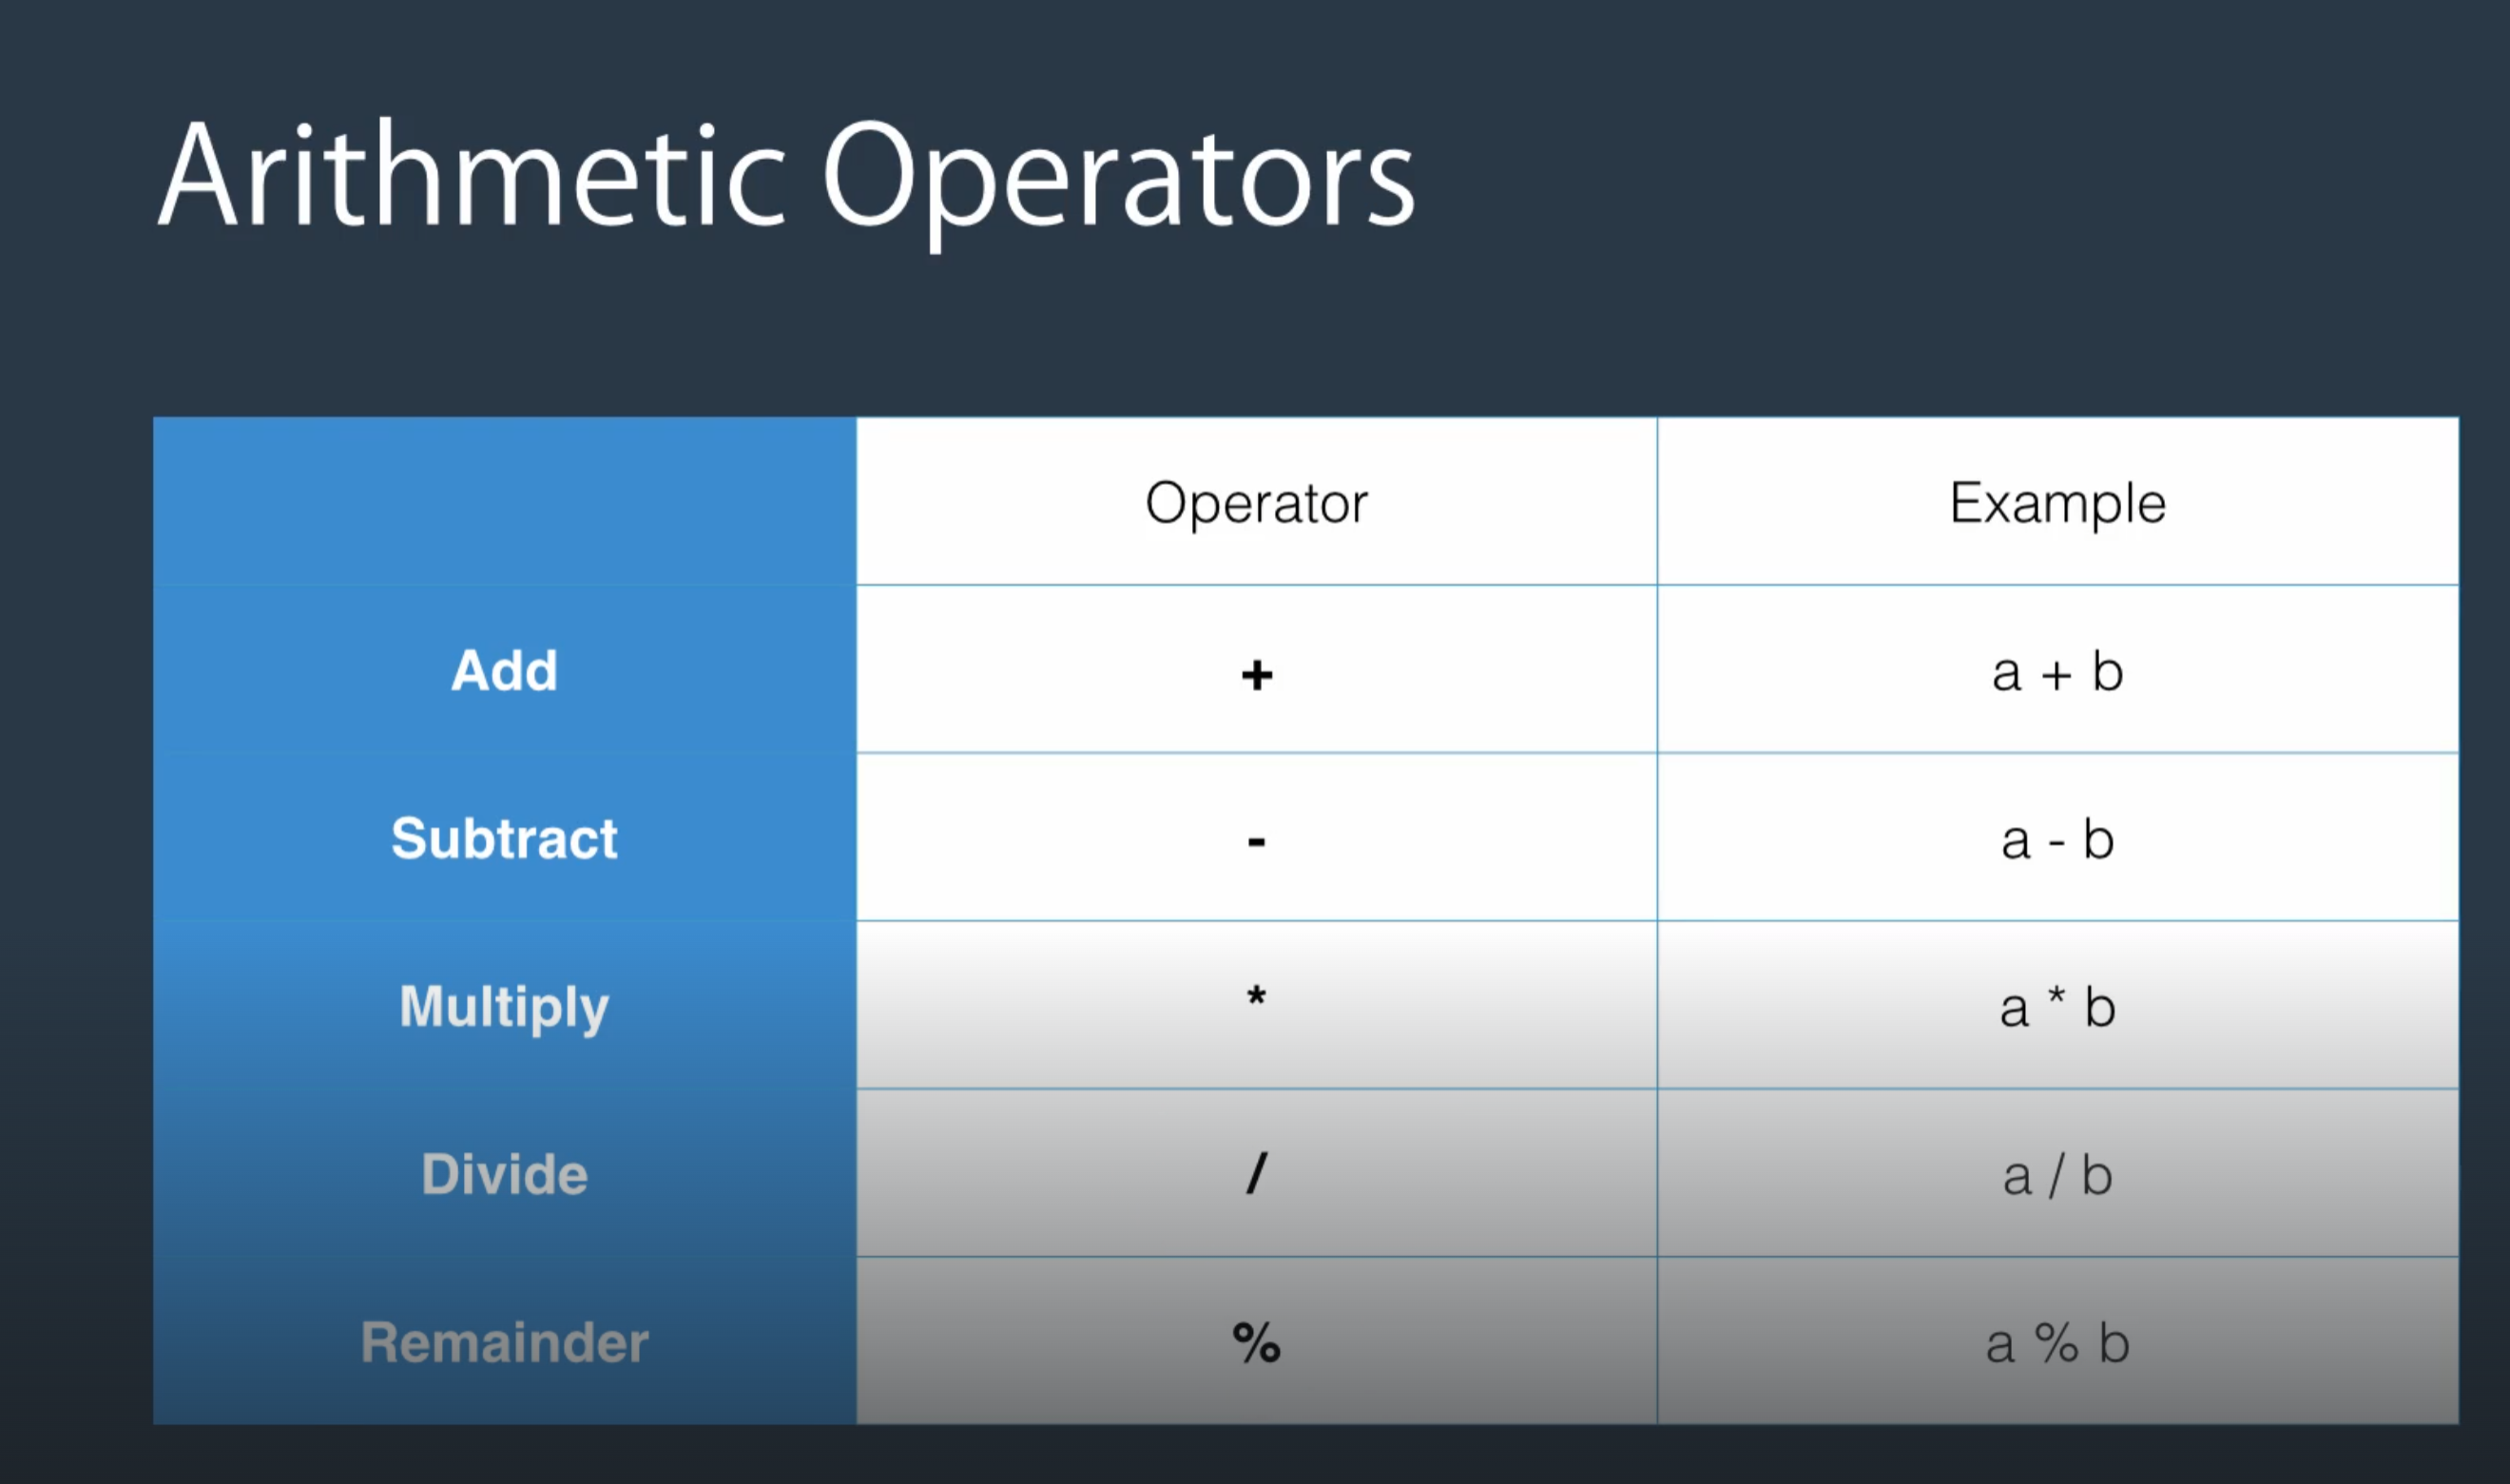 Arithmetic Operators
Operator Example
Add + a + b
Subtract - a - b
Multiply * a * b
Divide / a / b
Remainder % a % b